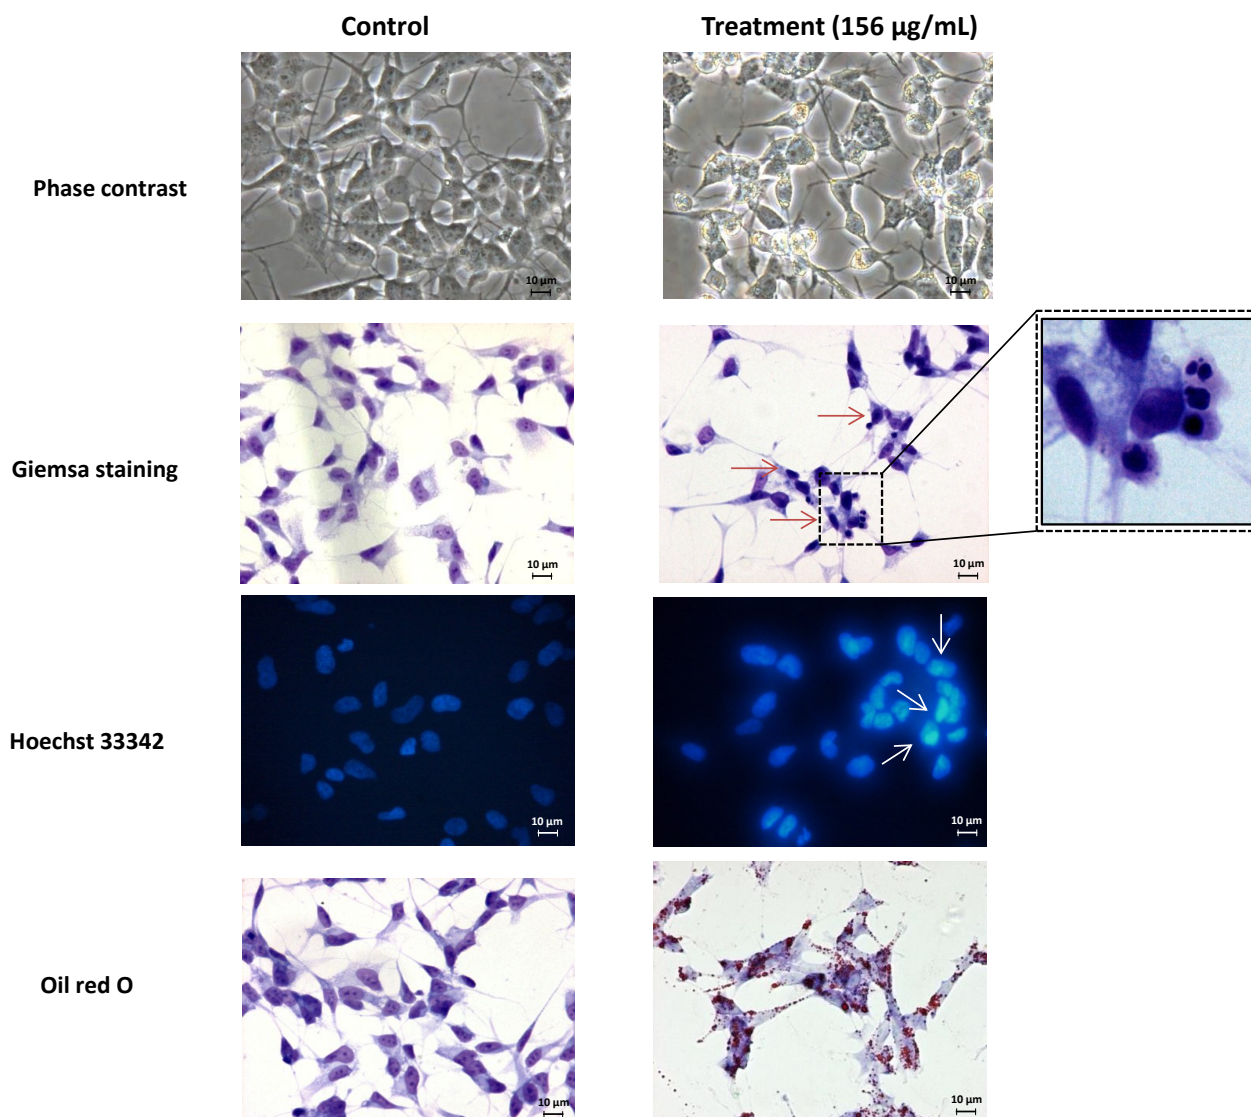 Control
Treatment (156 µg/mL)
Phase contrast
10 µm
10 µm
Giemsa staining
10 µm
10 µm
Hoechst 33342
10 µm
10 µm
Oil red O
10 µm
10 µm